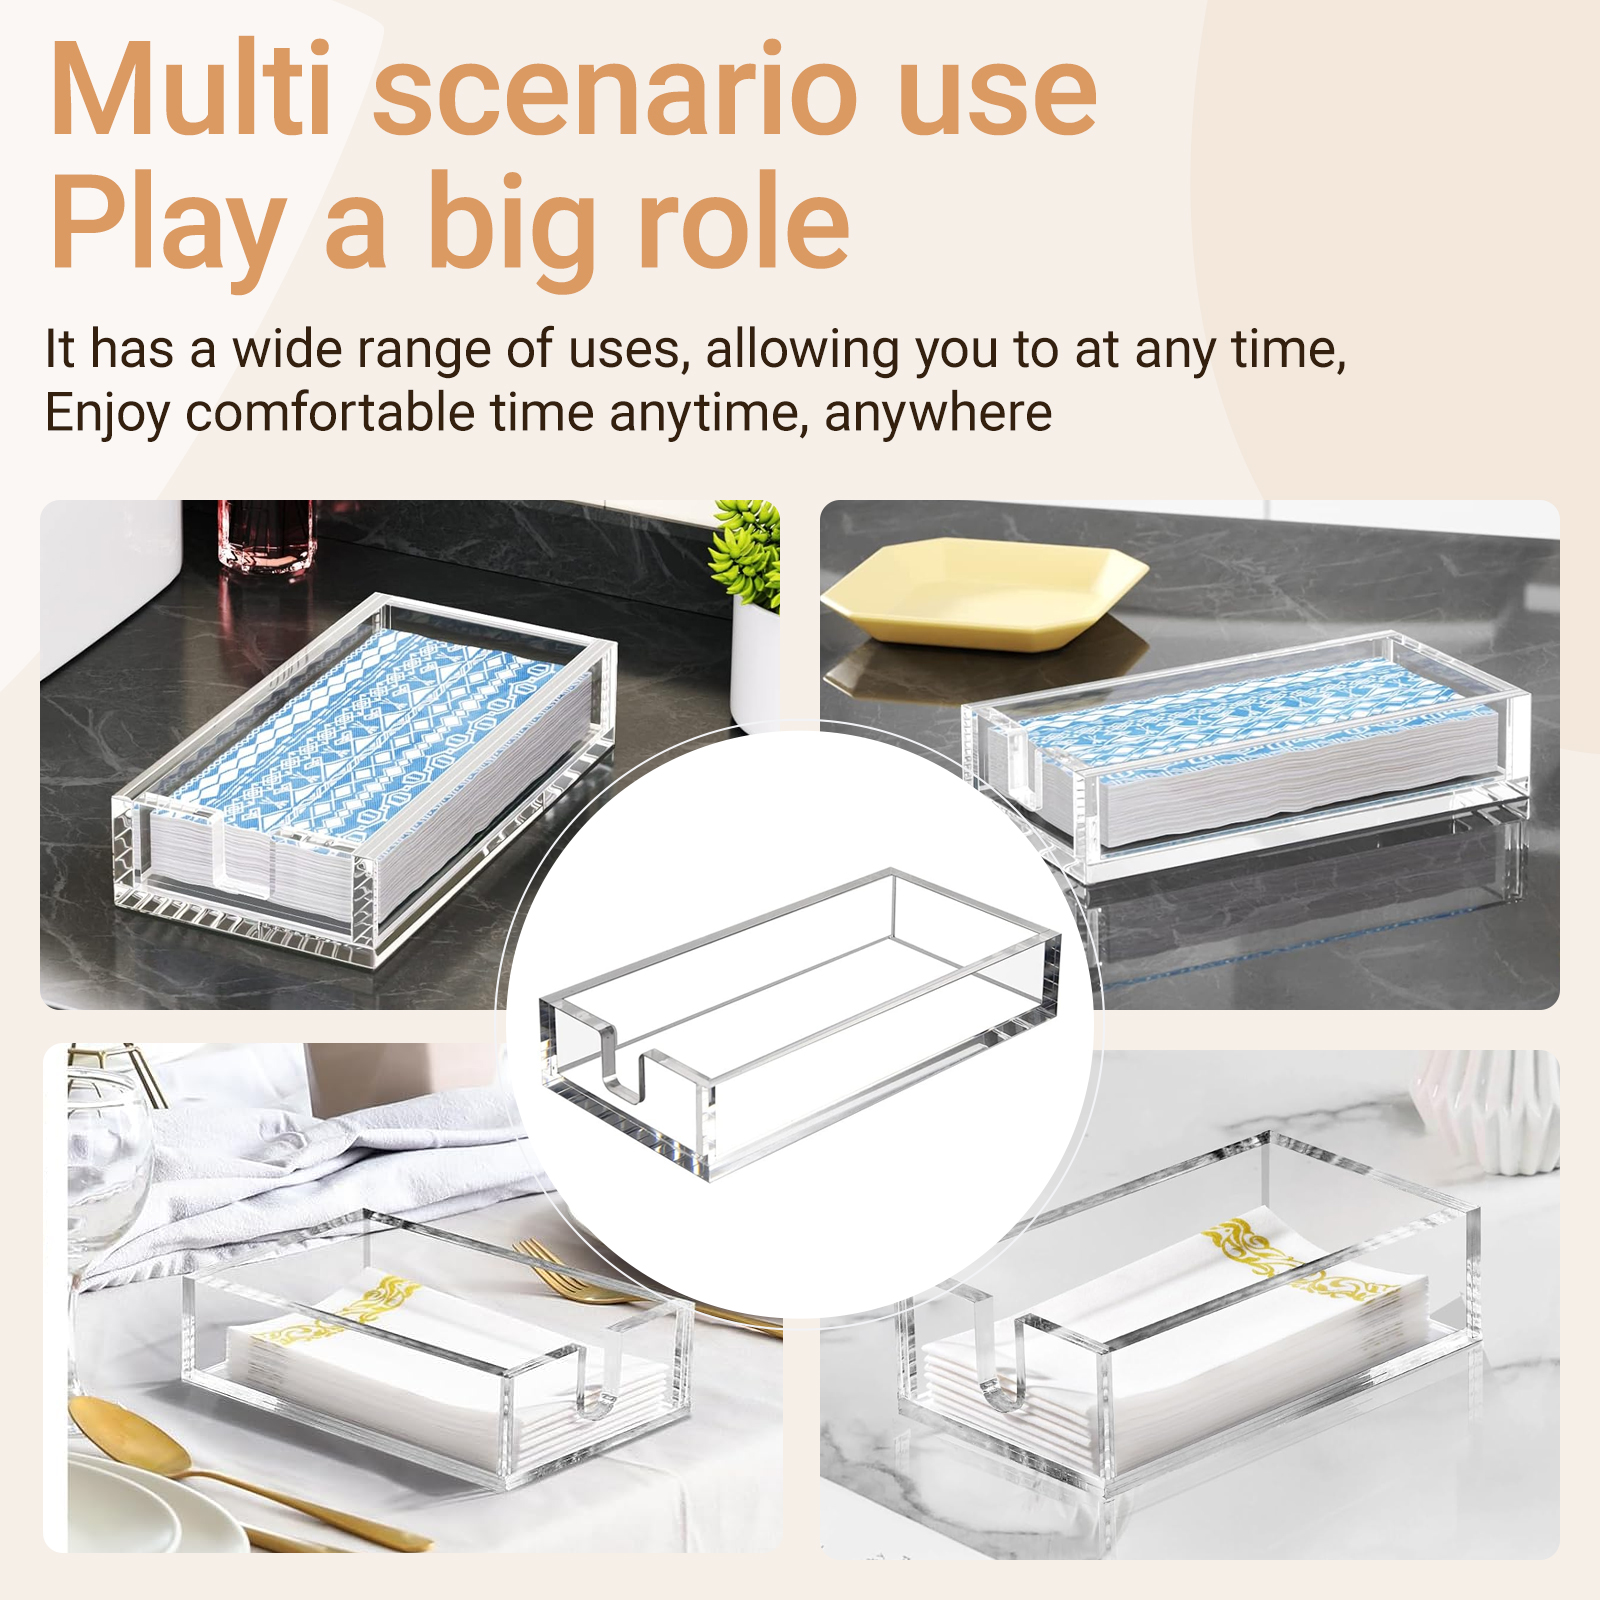 Multi scenario use
Play a big role
It has a wide range of uses, allowing you to at any time,
Enjoy comfortable time anytime, anywhere